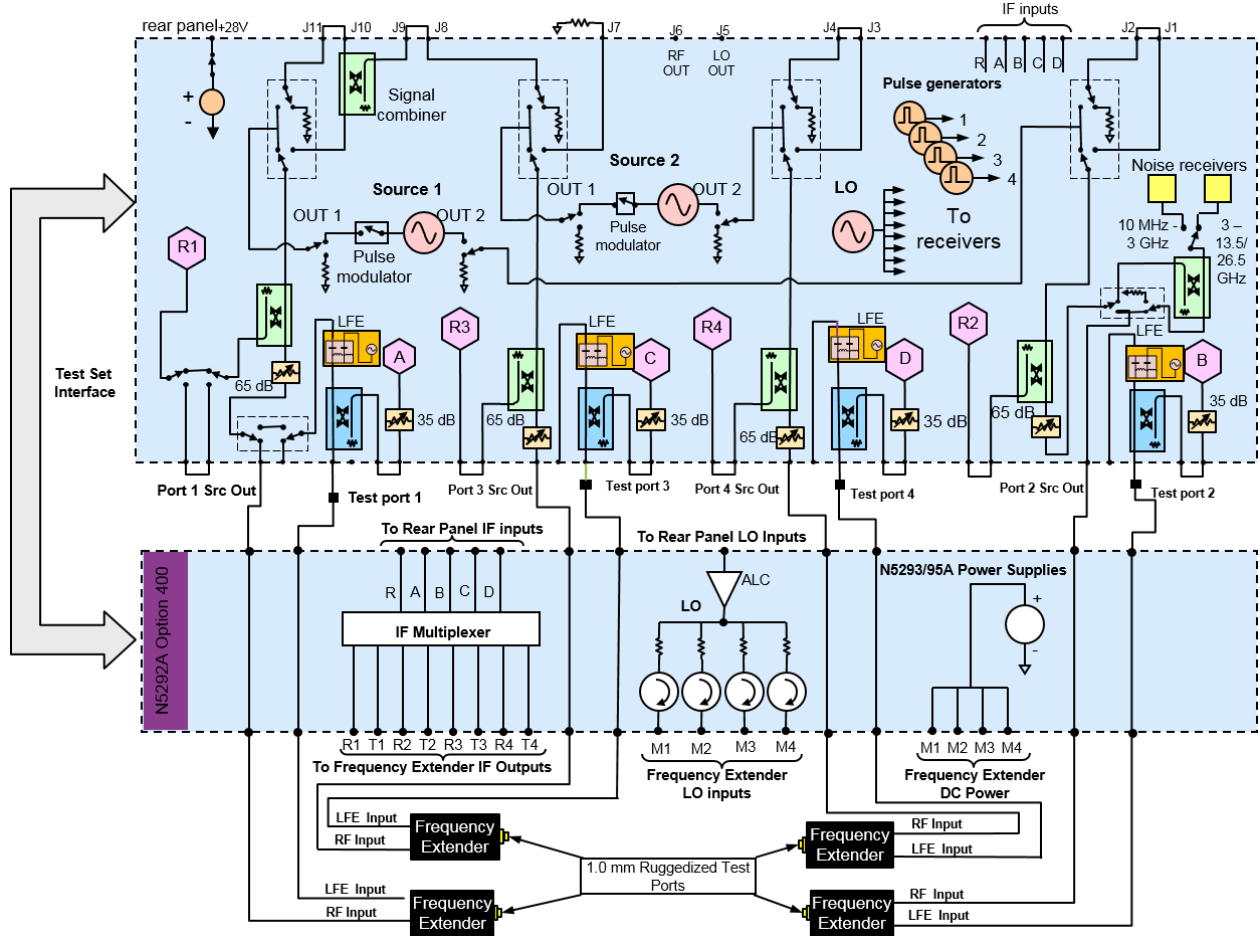 IF inputs
rear panel +28V
J11 J10 J9 J8 J7 J6 J5 J4 J3 J2 J1
RF OUT
LO OUT
R A B C D
Signal combiner
Pulse generators
1
2
3
4
To receivers
Source 1
Source 2
OUT 1
OUT 2
OUT 1
OUT 2
Pulse modulator
Pulse modulator
LO
Noise receivers
10 MHz - 3 GHz
3 – 13.5/ 26.5 GHz
Test Set Interface
R1
LFE
A
R3
LFE
C
R4
LFE
D
R2
LFE
B
65 dB
35 dB
65 dB
35 dB
65 dB
35 dB
65 dB
35 dB
Port 1 Src Out
Test port 1
Port 3 Src Out
Test port 3
Port 4 Src Out
Test port 4
Port 2 Src Out
Test port 2
N5292A Option 400
To Rear Panel IF inputs
R A B C D
IF Multiplexer
R1 T1 R2 T2 R3 T3 R4 T4
To Frequency Extender IF Outputs
To Rear Panel LO Inputs
ALC
LO
M1 M2 M3 M4
Frequency Extender
LO inputs
N5293/95A Power Supplies
+
-
M1 M2 M3 M4
Frequency Extender
DC Power
LFE Input
RF Input
Frequency Extender
RF Input
LFE Input
Frequency Extender
1.0 mm Ruggedized Test
Ports
LFE Input
RF Input
Frequency Extender
RF Input
LFE Input
Frequency Extender